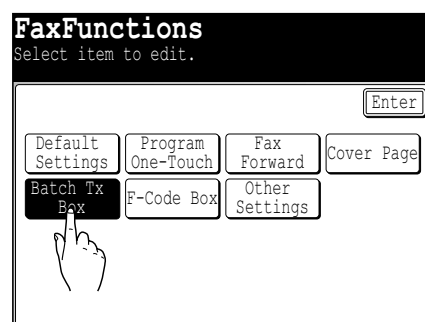 FaxFunctions
Select item to edit.
Enter
Default
Settings
Program
One-Touch
Fax
Forward
Cover Page
Batch Tx
Box
F-Code Box
Other
Settings